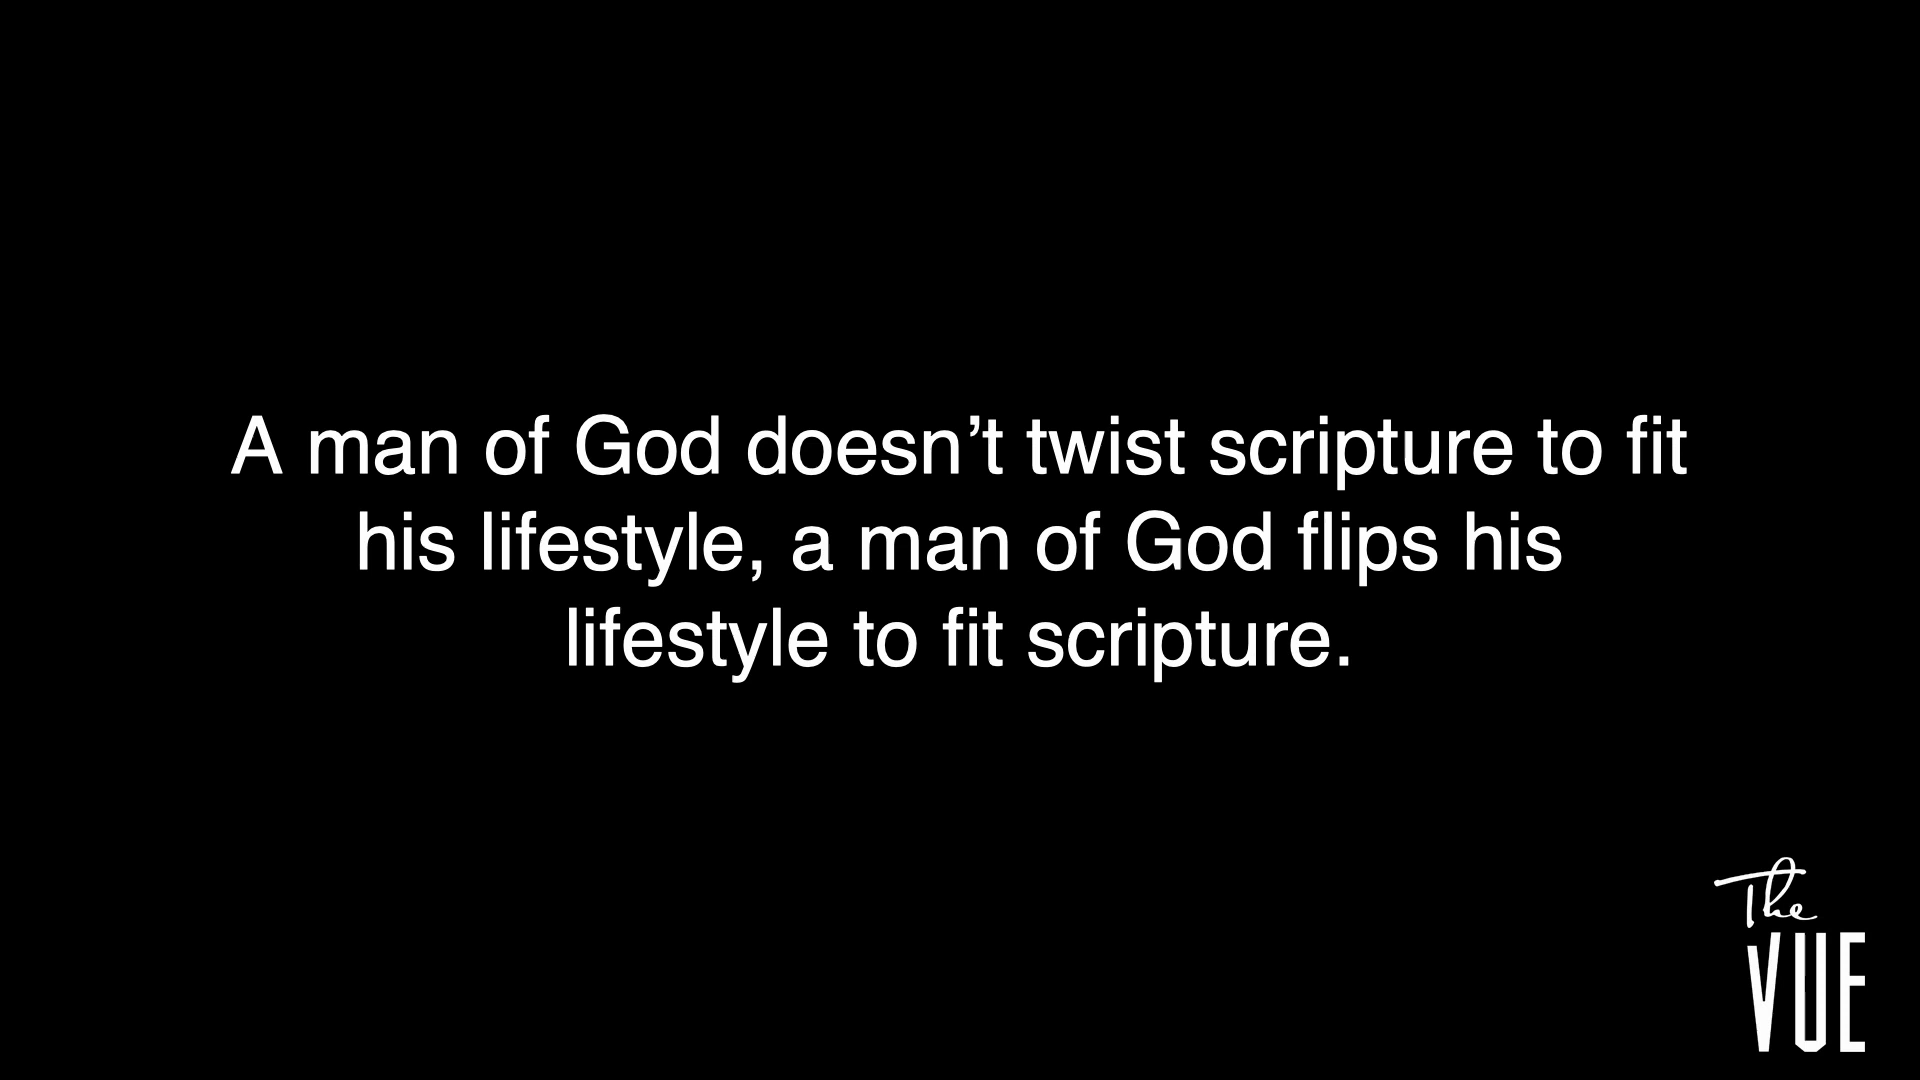 A man of God doesn’t twist scripture to fit
his lifestyle, a man of God flips his
lifestyle to fit scripture.
The
VUE